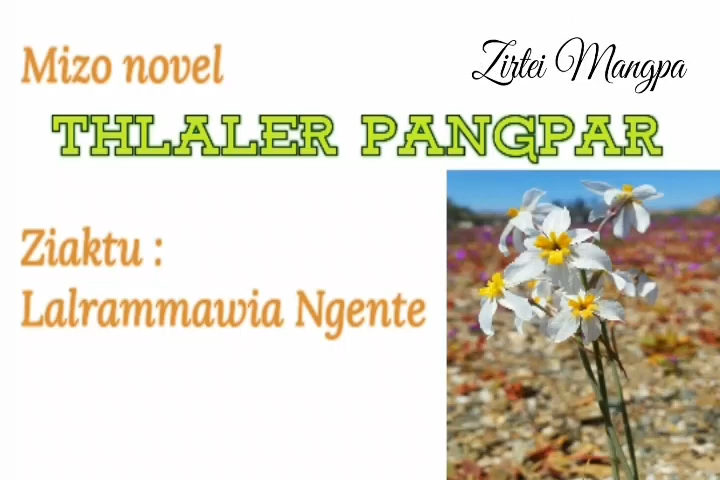 Mizo novel
Zirtei Mangpa
THLALER PANGPAR
Ziaktu :
Lalrammawia Ngente